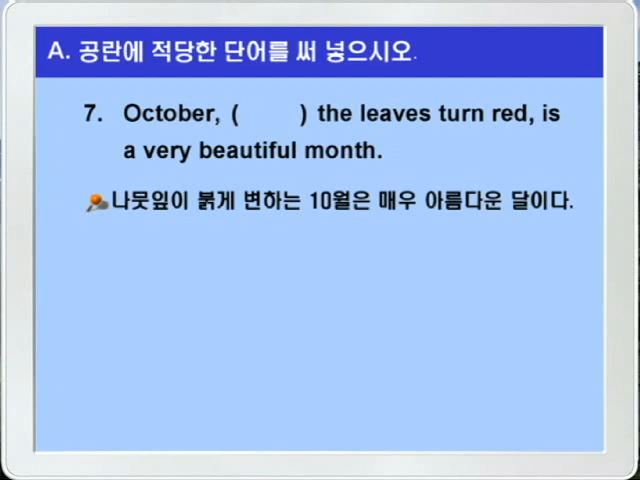 A. 공란에 적당한 단어를 써 넣으시오.
7. October, ( ) the leaves turn red, is
a very beautiful month.
나뭇잎이 붉게 변하는 10월은 매우 아름다운 달이다.